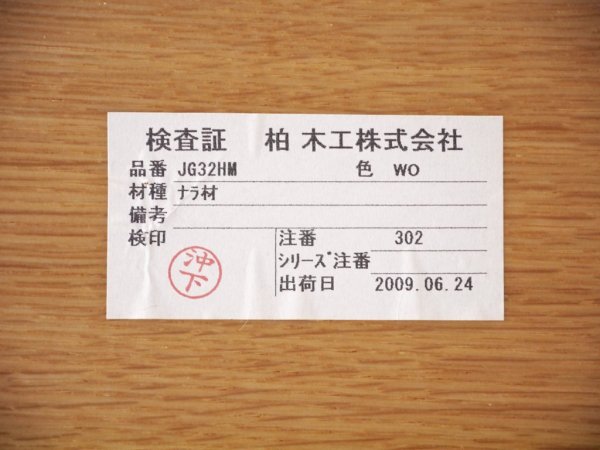 検査証 柏木工株式会社
品番 JG32HM 色 WO
材種 ナラ材
備考
検印
沖下
注番 302
シリーズ注番
出荷日 2009.06.24